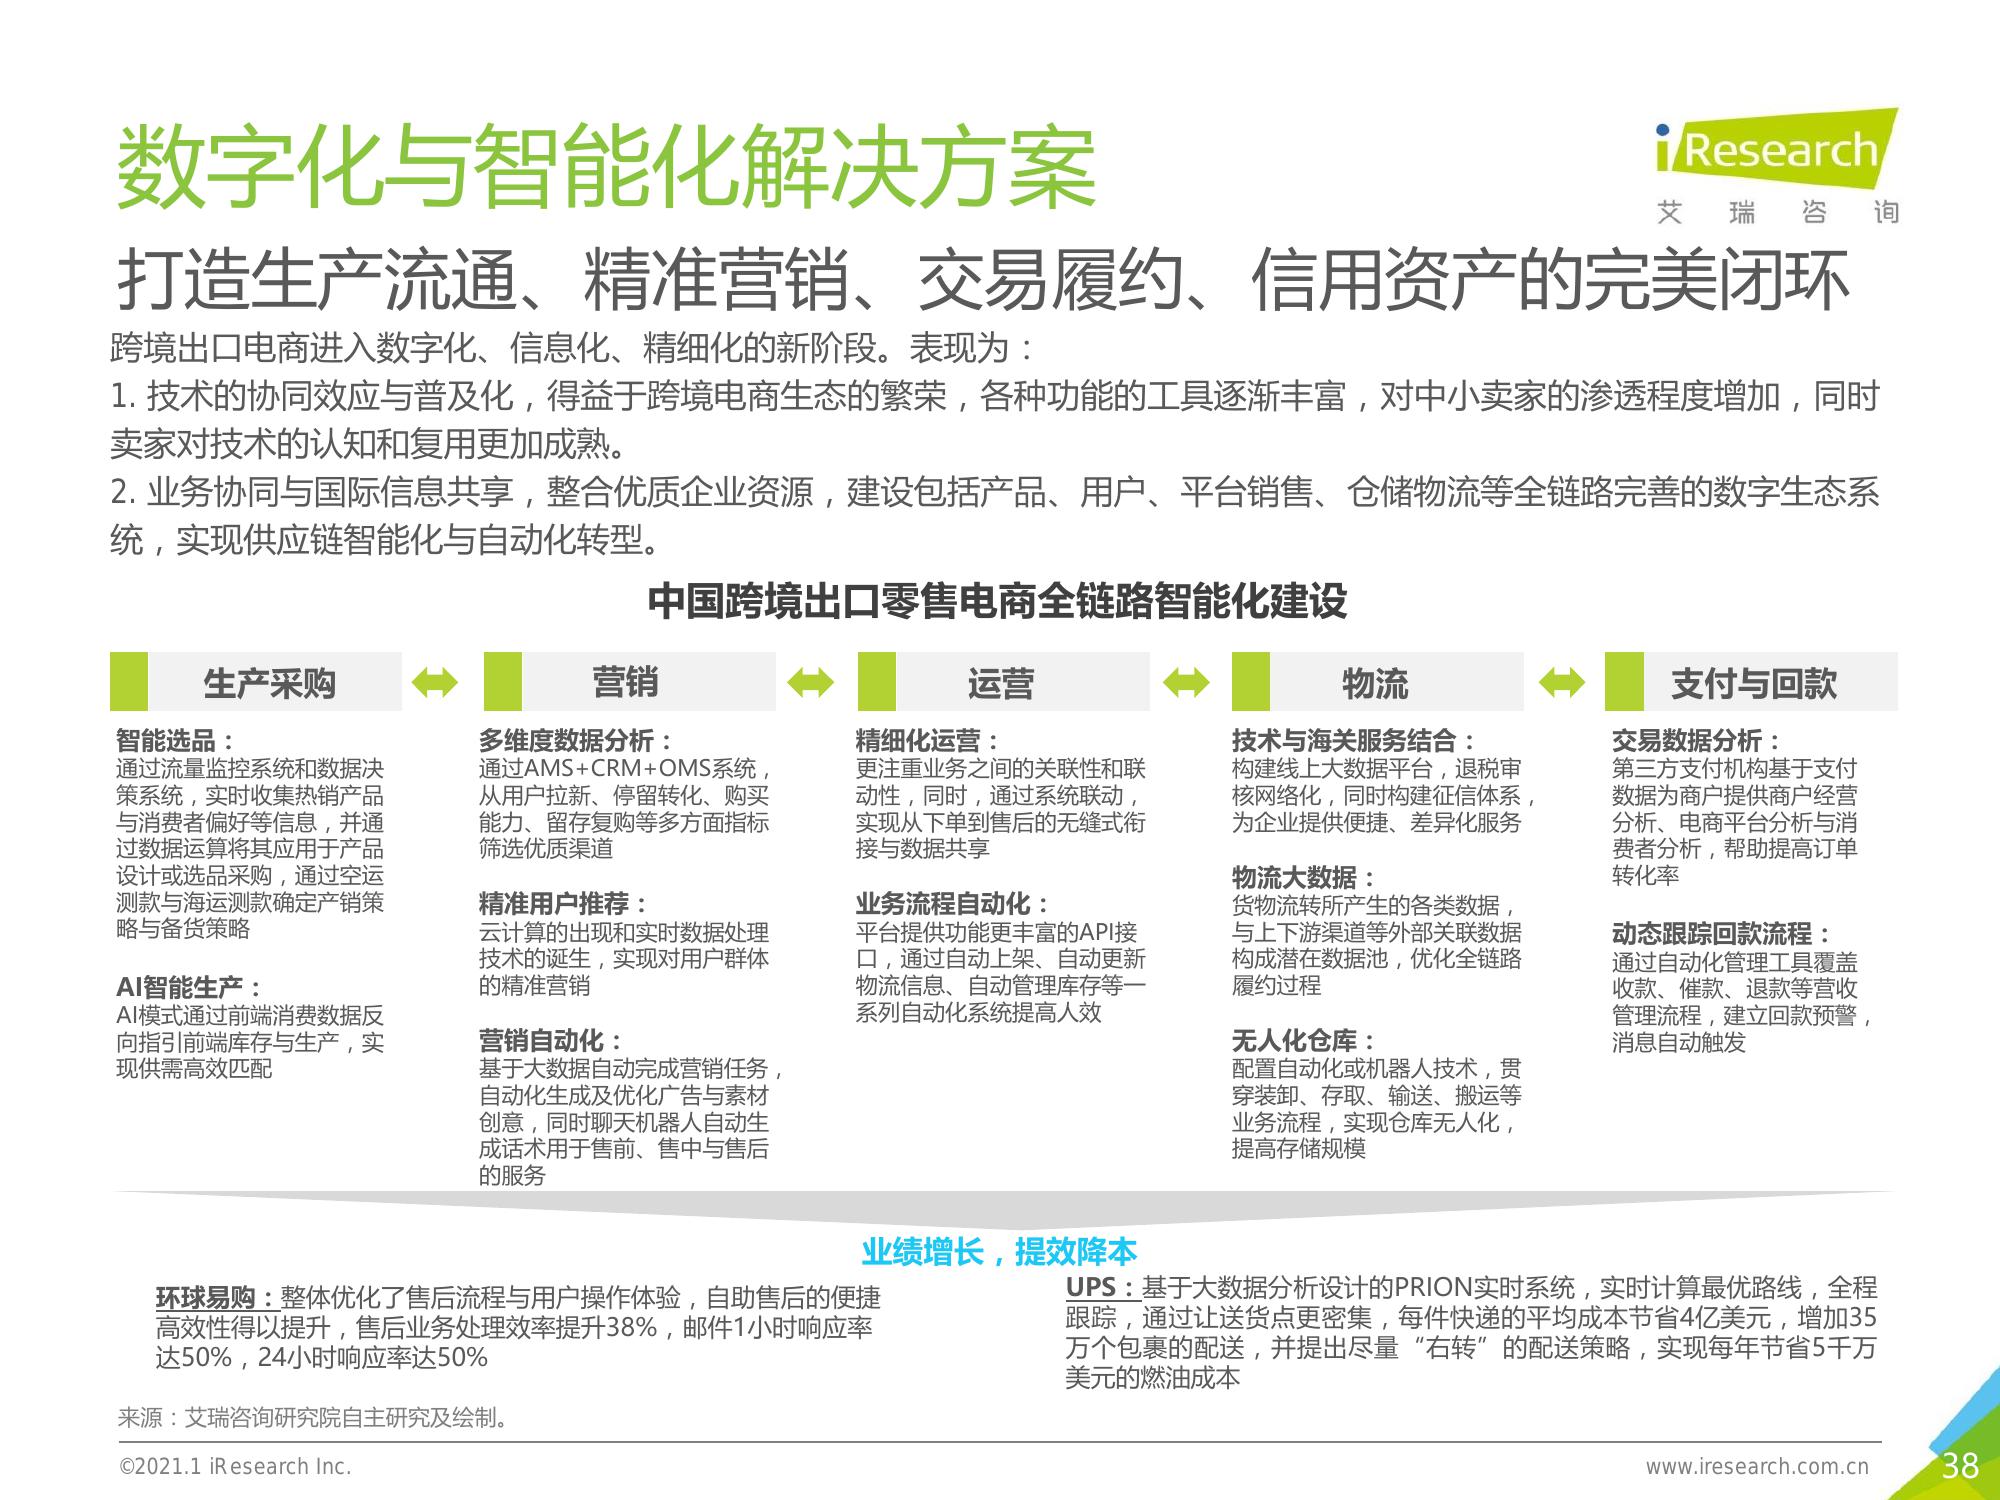 数字化与智能化解决方案
iResearch
艾瑞咨询
打造生产流通、精准营销、交易履约、信用资产的完美闭环
跨境出口电商进入数字化、信息化、精细化的新阶段。表现为：
1. 技术的协同效应与普及化，得益于跨境电商生态的繁荣，各种功能的工具逐渐丰富，对中小卖家的渗透程度增加，同时
卖家对技术的认知和复用更加成熟。
2. 业务协同与国际信息共享，整合优质企业资源，建设包括产品、用户、平台销售、仓储物流等全链路完善的数字生态系
统，实现供应链智能化与自动化转型。
中国跨境出口零售电商全链路智能化建设
生产采购
营销
运营
物流
支付与回款
智能选品：
通过流量监控系统和数据决
策系统，实时收集热销产品
与消费者偏好等信息，并通
过数据运算将其应用于产品
设计或选品采购，通过空运
测款与海运测款确定产销策
略与备货策略
AI智能生产：
AI模式通过前端消费数据反
向指引前端库存与生产，实
现供需高效匹配
多维度数据分析：
通过AMS+CRM+OMS系统，
从用户拉新、停留转化、购买
能力、留存复购等多方面指标
筛选优质渠道
精准用户推荐：
云计算的出现和实时数据处理
技术的诞生，实现对用户群体
的精准营销
营销自动化：
基于大数据自动完成营销任务，
自动化生成及优化广告与素材
创意，同时聊天机器人自动生
成话术用于售前、售中与售后
的服务
精细化运营：
更注重业务之间的关联性和联
动性，同时，通过系统联动，
实现从下单到售后的无缝式衔
接与数据共享
业务流程自动化：
平台提供功能更丰富的API接
口，通过自动上架、自动更新
物流信息、自动管理库存等一
系列自动化系统提高人效
技术与海关服务结合：
构建线上大数据平台，退税审
核网络化，同时构建征信体系，
为企业提供便捷、差异化服务
物流大数据：
货物流转所产生的各类数据，
与上下游渠道等外部关联数据
构成潜在数据池，优化全链路
履约过程
无人化仓库：
配置自动化或机器人技术，贯
穿装卸、存取、输送、搬运等
业务流程，实现仓库无人化，
提高存储规模
交易数据分析：
第三方支付机构基于支付
数据为商户提供商户经营
分析、电商平台分析与消
费者分析，帮助提高订单
转化率
动态跟踪回款流程：
通过自动化管理工具覆盖
收款、催款、退款等营收
管理流程，建立回款预警，
消息自动触发
业绩增长，提效降本
环球易购：整体优化了售后流程与用户操作体验，自助售后的便捷
高效性得以提升，售后业务处理效率提升38%，邮件1小时响应率
达50%，24小时响应率达50%
UPS：基于大数据分析设计的PRION实时系统，实时计算最优路线，全程
跟踪，通过让送货点更密集，每件快递的平均成本节省4亿美元，增加35
万个包裹的配送，并提出尽量“右转”的配送策略，实现每年节省5千万
美元的燃油成本
来源：艾瑞咨询研究院自主研究及绘制。
©2021.1 iResearch Inc.
www.iresearch.com.cn
38